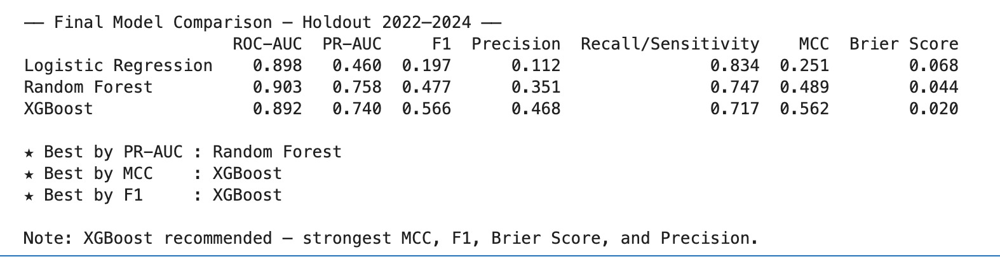 —— Final Model Comparison — Holdout 2022–2024 ——
                     ROC-AUC  PR-AUC     F1  Precision  Recall/Sensitivity    MCC  Brier Score
Logistic Regression    0.898   0.460  0.197      0.112               0.834  0.251        0.068
Random Forest          0.903   0.758  0.477      0.351               0.747  0.489        0.044
XGBoost                0.892   0.740  0.566      0.468               0.717  0.562        0.020
★ Best by PR-AUC : Random Forest
★ Best by MCC    : XGBoost
★ Best by F1     : XGBoost
Note: XGBoost recommended — strongest MCC, F1, Brier Score, and Precision.